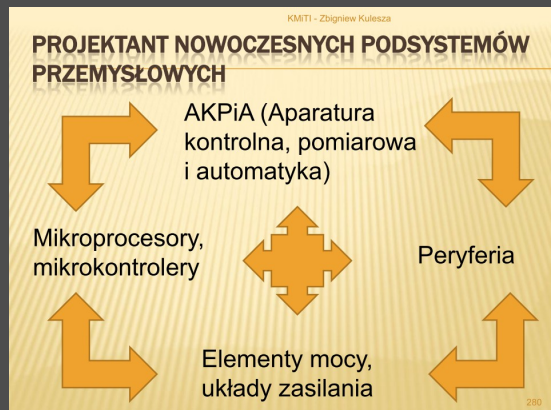 KMiTI - Zbigniew Kulesza
PROJEKTANT NOWOCZESNYCH PODSYSTEMÓW
PRZEMYSŁOWYCH
AKPiA (Aparatura
kontrolna, pomiarowa
i automatyka)
Mikroprocesory,
mikrokontrolery
Peryferia
Elementy mocy,
układy zasilania
280